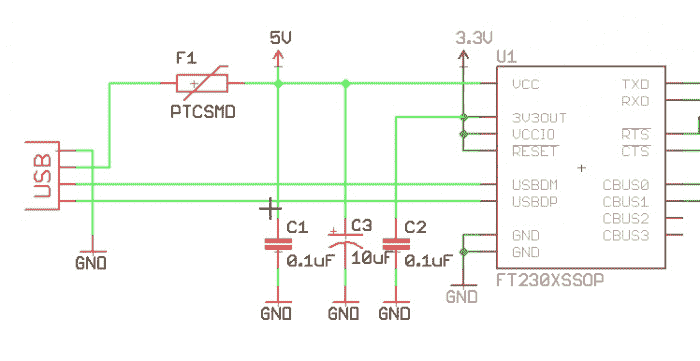 5V
3.3V
F1
U1
PTCSMD
VCC
TXD
RXD
3V3OUT
VCCIO
RTS
RESET
CTS
USB
USBDM
CBUS0
USBDP
CBUS1
CBUS2
C1
C3
C2
GND
CBUS3
GND
+
0.1uF
10uF
0.1uF
GND
FT230XSSOP
GND
GND
GND
GND